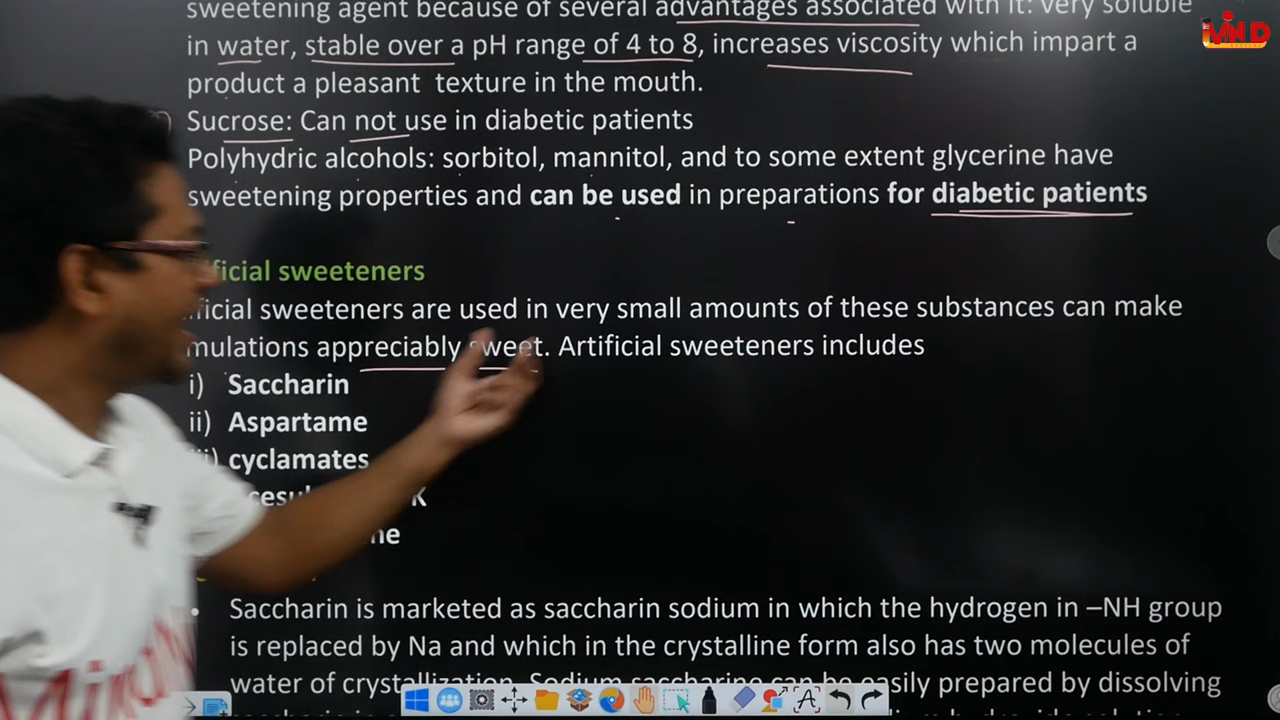 sweetening agent because of several advantages associated with it: very soluble
in water, stable over a pH range of 4 to 8, increases viscosity which impart a
product a pleasant texture in the mouth.
Sucrose: Can not use in diabetic patients
Polyhydric alcohols: sorbitol, mannitol, and to some extent glycerine have
sweetening properties and can be used in preparations for diabetic patients
ficial sweeteners
ficial sweeteners are used in very small amounts of these substances can make
mulations appreciably sweet. Artificial sweeteners includes
i) Saccharin
ii) Aspartame
cyclamates
K
ne
• Saccharin is marketed as saccharin sodium in which the hydrogen in –NH group
is replaced by Na and which in the crystalline form also has two molecules of
water of crystallization. Sodium saccharine can be easily prepared by dissolving